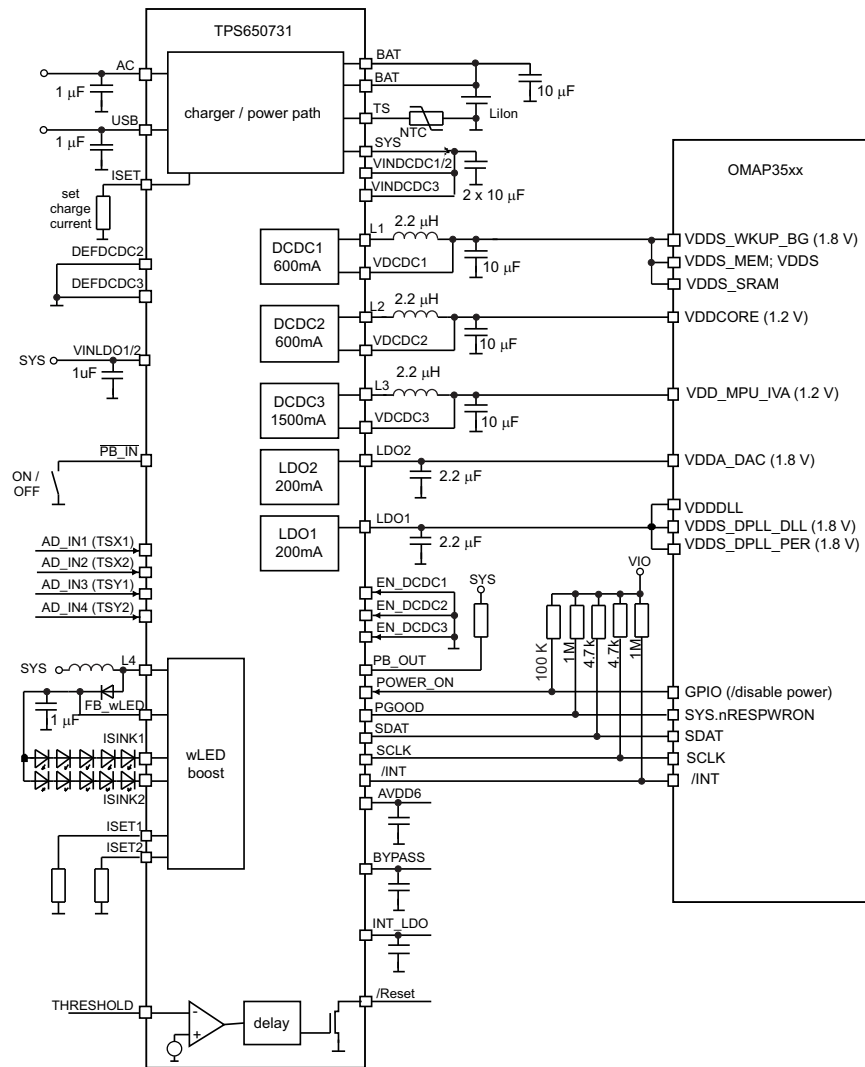 TPS650731
AC
1 μF
USB
1 μF
ISET
set
charge
current
charger / power path
BAT
BAT
10 μF
TS
NTC
LiIon
SYS
VINDCDC1/2
VINDCDC3
2 x 10 μF
OMAP35xx
DEFDCDC2
DEFDCDC3
DCDC1
600mA
L1
2.2 μH
VDCDC1
10 μF
VDDS_WKUP_BG (1.8 V)
VDDS_MEM; VDDS
VDDS_SRAM
DCDC2
600mA
L2
2.2 μH
VDCDC2
10 μF
VDDCORE (1.2 V)
SYS
VINLDO1/2
1uF
DCDC3
1500mA
L3
2.2 μH
VDCDC3
10 μF
VDD_MPU_IVA (1.2 V)
PB_IN
ON /
OFF
LDO2
200mA
LDO2
2.2 μF
VDDA_DAC (1.8 V)
LDO1
200mA
LDO1
2.2 μF
VDDDLL
VDDS_DPLL_DLL (1.8 V)
VDDS_DPLL_PER (1.8 V)
AD_IN1 (TSX1)
AD_IN2 (TSX2)
AD_IN3 (TSY1)
AD_IN4 (TSY2)
EN_DCDC1
EN_DCDC2
EN_DCDC3
SYS
VIO
100 K
1M
4.7k
4.7k
1M
PB_OUT
POWER_ON
PGOOD
SDAT
SCLK
/INT
GPIO (/disable power)
SYS.nRESPWRON
SDAT
SCLK
/INT
SYS
L4
FB_wLED
1 μF
ISINK1
ISINK2
wLED
boost
ISET1
ISET2
AVDD6
BYPASS
INT_LDO
THRESHOLD
-
+
delay
/Reset